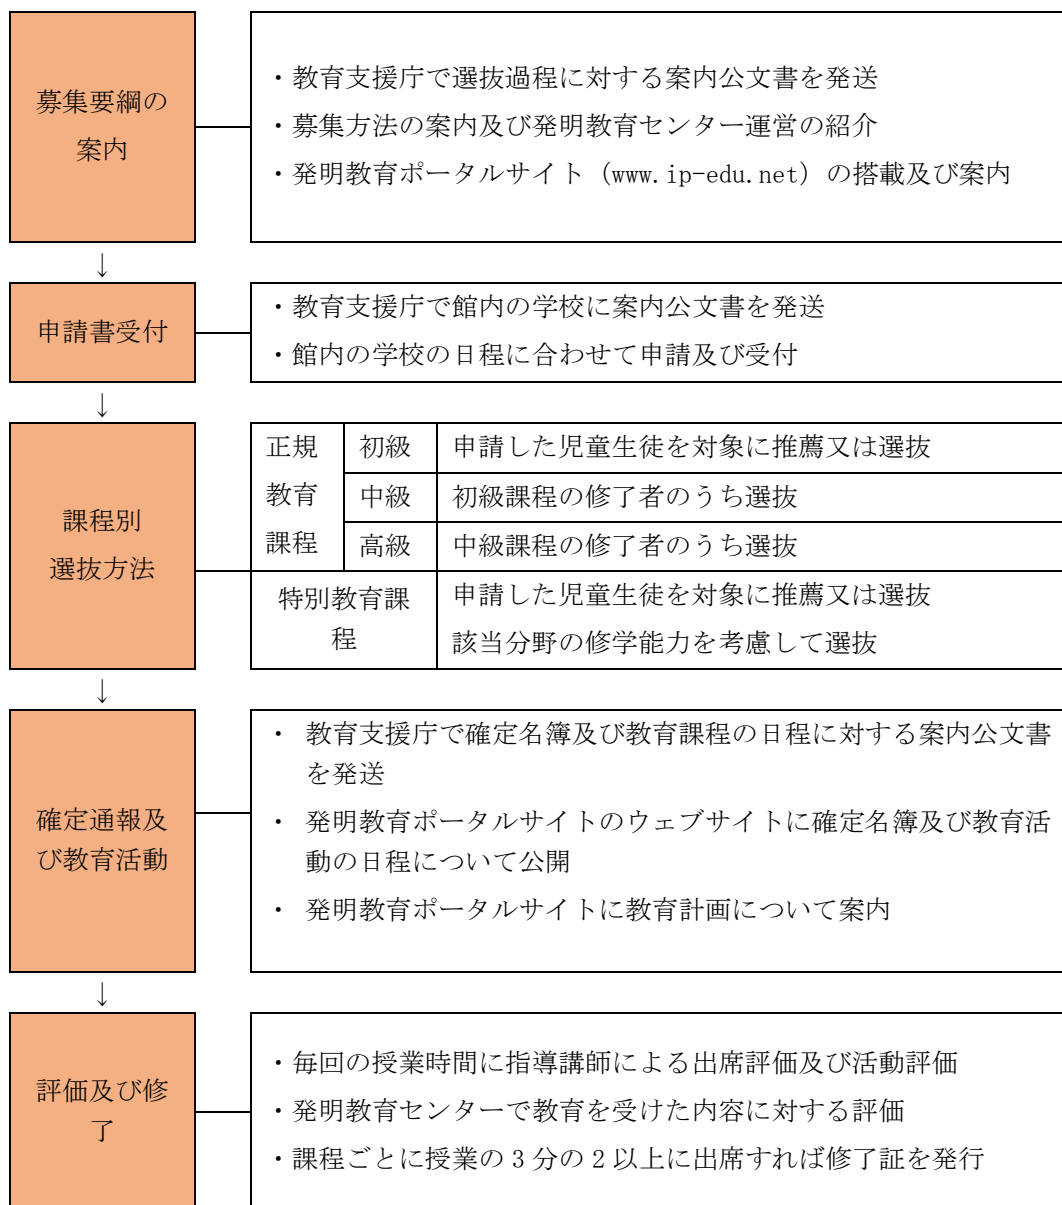 募集要綱の
案内
・教育支援庁で選抜過程に対する案内公文書を発送
・募集方法の案内及び発明教育センター運営の紹介
・発明教育ポータルサイト（www.ip-edu.net）の搭載及び案内
↓
申請書受付
・教育支援庁で館内の学校に案内公文書を発送
・館内の学校の日程に合わせて申請及び受付
↓
課程別
選抜方法
正規
教育
課程
初級
申請した児童生徒を対象に推薦又は選抜
中級
初級課程の修了者のうち選抜
高級
中級課程の修了者のうち選抜
特別教育課
程
申請した児童生徒を対象に推薦又は選抜
該当分野の修学能力を考慮して選抜
↓
確定通報及
び教育活動
・ 教育支援庁で確定名簿及び教育課程の日程に対する案内公文書
を発送
・ 発明教育ポータルサイトのウェブサイトに確定名簿及び教育活
動の日程について公開
・ 発明教育ポータルサイトに教育計画について案内
↓
評価及び修
了
・毎回の授業時間に指導講師による出席評価及び活動評価
・発明教育センターで教育を受けた内容に対する評価
・課程ごとに授業の 3 分の 2 以上に出席すれば修了証を発行